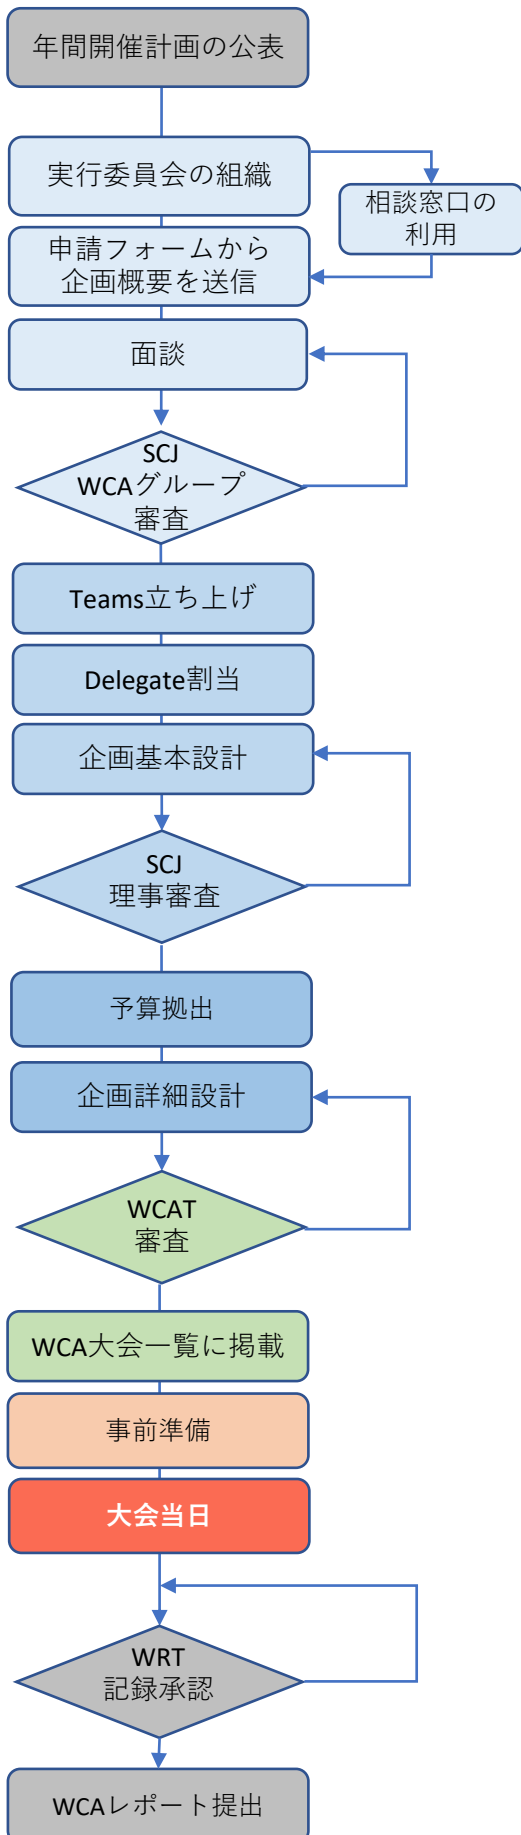 年間開催計画の公表
実行委員会の組織
相談窓口の
利用
申請フォームから
企画概要を送信
面談
SCJ
WCAグループ
審査
Teams立ち上げ
Delegate割当
企画基本設計
SCJ
理事審査
予算拠出
企画詳細設計
WCAT
審査
WCA大会一覧に掲載
事前準備
大会当日
WRT
記録承認
WCAレポート提出